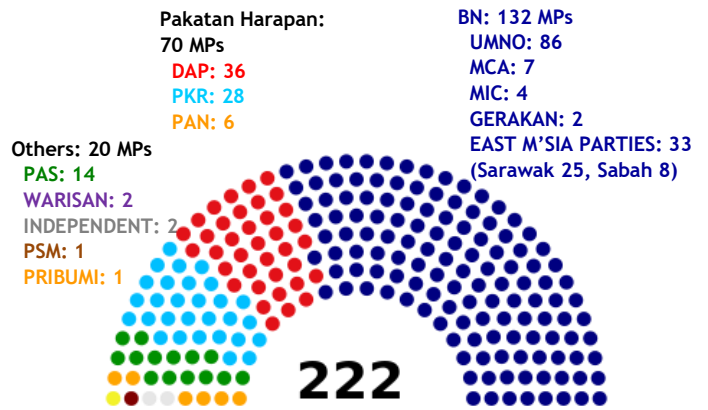 Pakatan Harapan:
70 MPs
DAP: 36
PKR: 28
PAN: 6
BN: 132 MPs
UMNO: 86
MCA: 7
MIC: 4
GERAKAN: 2
EAST M’SIA PARTIES: 33
(Sarawak 25, Sabah 8)
Others: 20 MPs
PAS: 14
WARISAN: 2
INDEPENDENT: 2
PSM: 1
PRIBUMI: 1
222